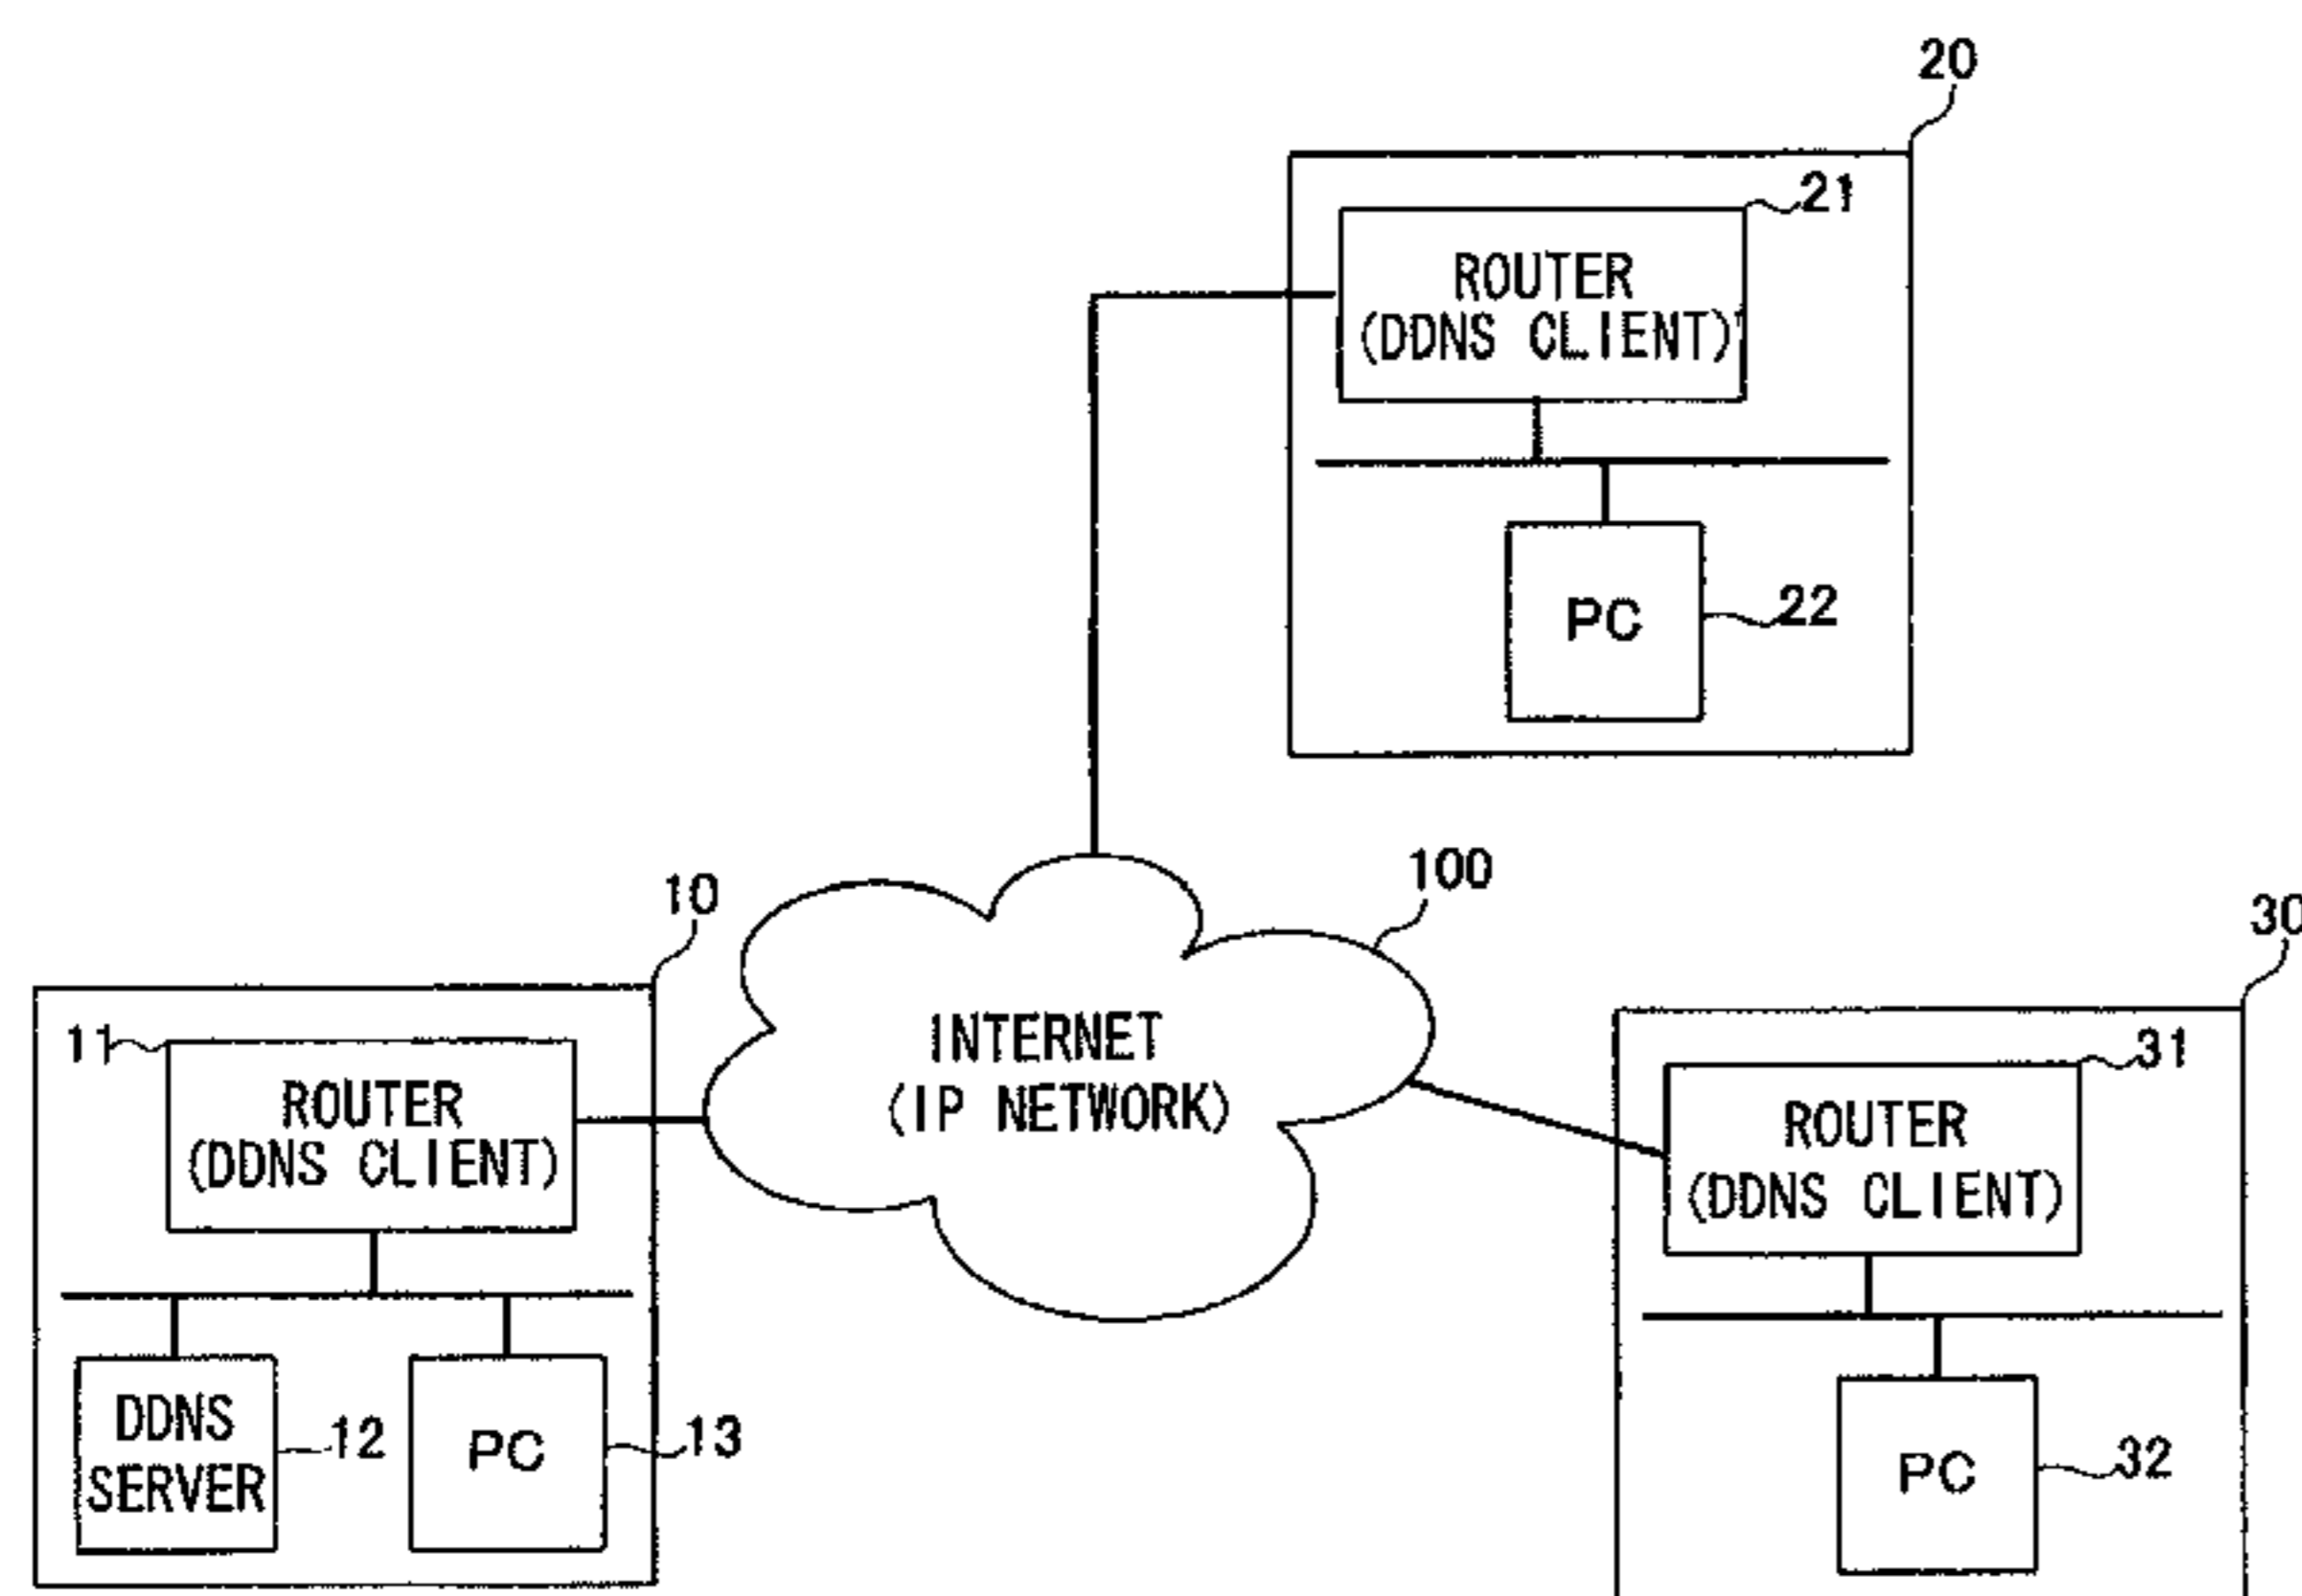 20
21
ROUTER
(DDNS CLIENT)
PC
22
10
100
30
11
ROUTER
(DDNS CLIENT)
INTERNET
(IP NETWORK)
31
ROUTER
(DDNS CLIENT)
DDNS
SERVER
12
PC
13
PC
32